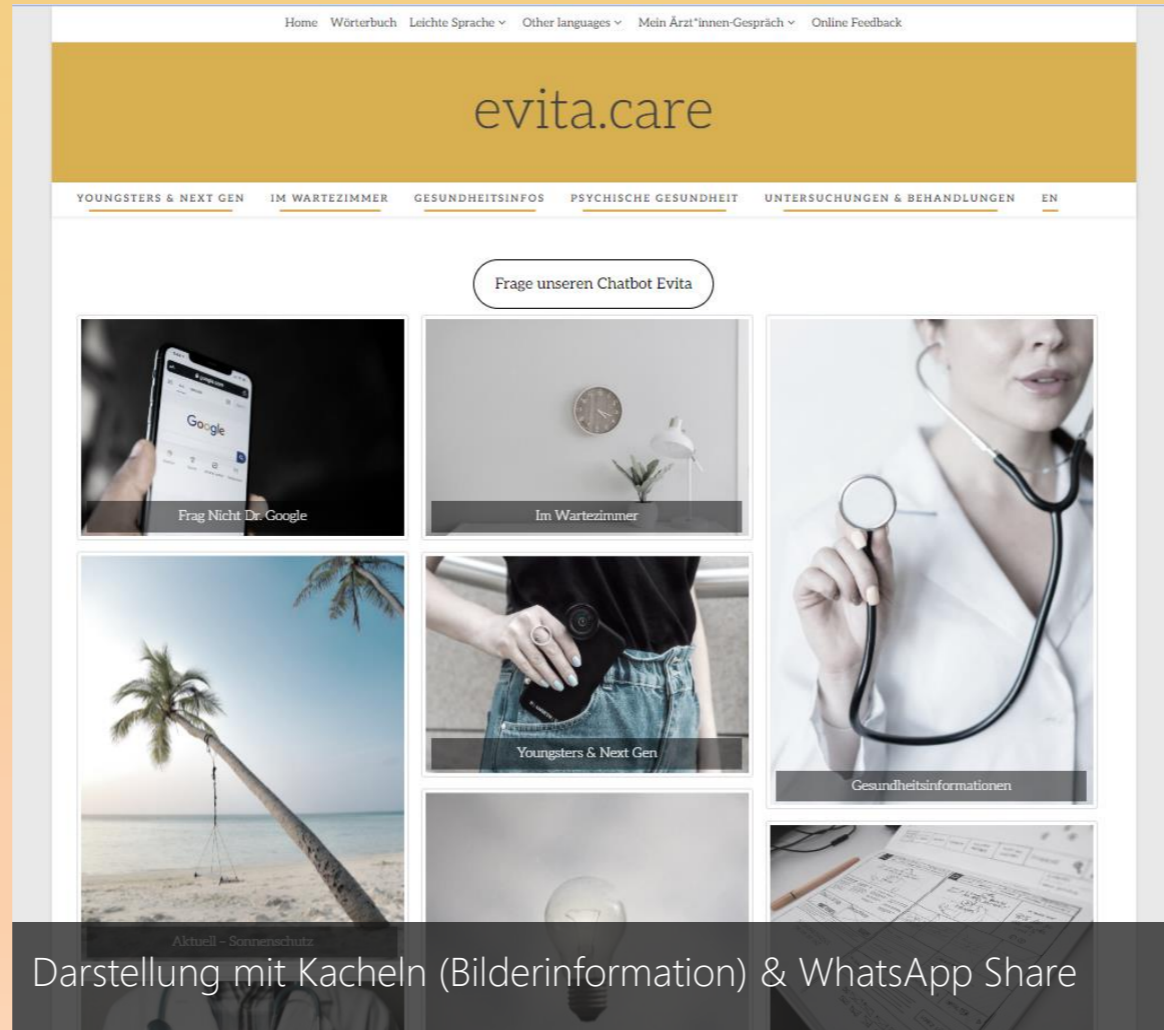 Home Wörterbuch Leichte Sprache Other languages Mein Ärzt*innen-Gespräch Online Feedback
evita.care
YOUNGSTERS & NEXT GEN IM WARTEZIMMER GESUNDHEITSINFOS PSYCHISCHE GESUNDHEIT UNTERSUCHUNGEN & BEHANDLUNGEN EN
Frage unseren Chatbot Evita
Google
Frag Nicht Dr. Google
Im Wartezimmer
Youngsters & Next Gen
Gesundheitsinformationen
Aktuell – Sonnenschutz
Darstellung mit Kacheln (Bilderinformation) & WhatsApp Share